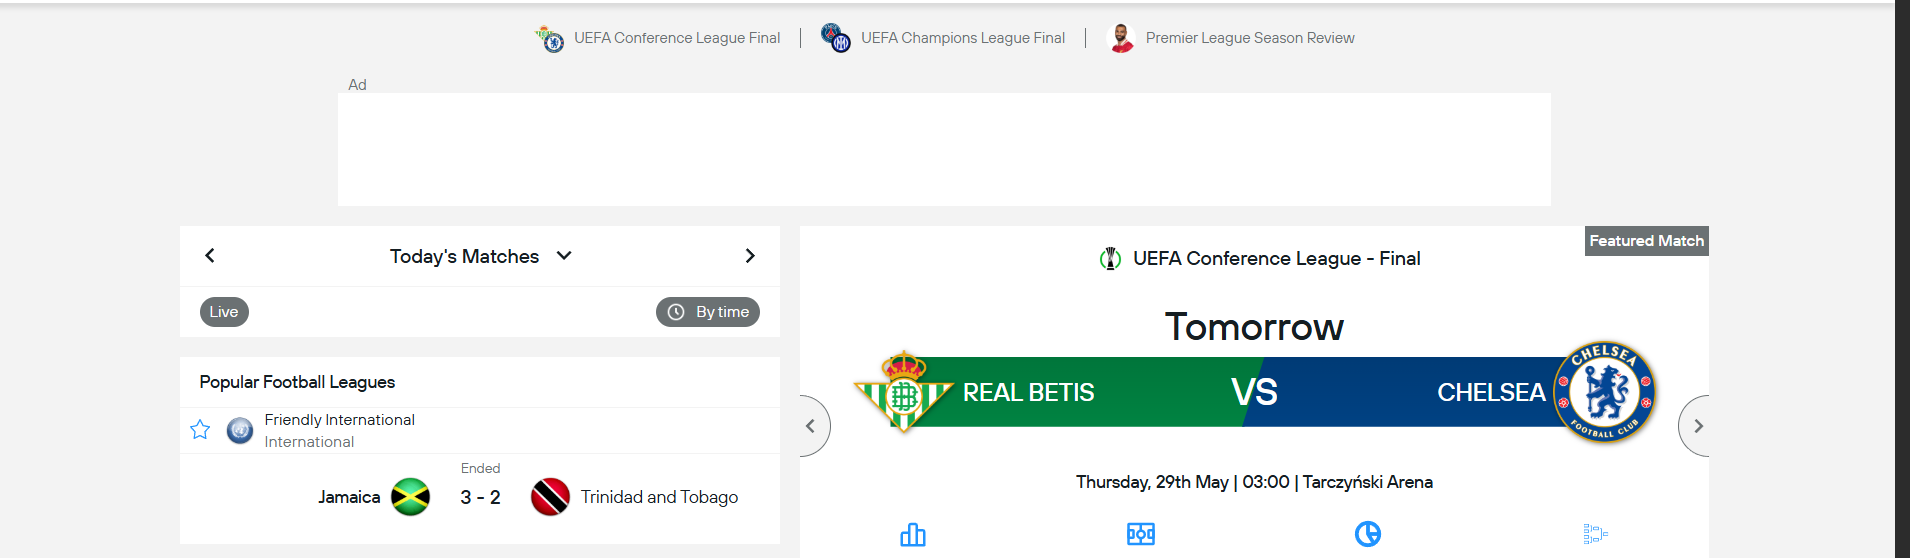 UEFA Conference League Final
UEFA Champions League Final
Premier League Season Review
Ad
Today's Matches
Live
By time
Popular Football Leagues
Friendly International
International
Ended
Jamaica 3 - 2 Trinidad and Tobago
Featured Match
UEFA Conference League - Final
Tomorrow
REAL BETIS VS CHELSEA
CHELSEA
FOOTBALL CLUB
Thursday, 29th May | 03:00 | Tarczyński Arena